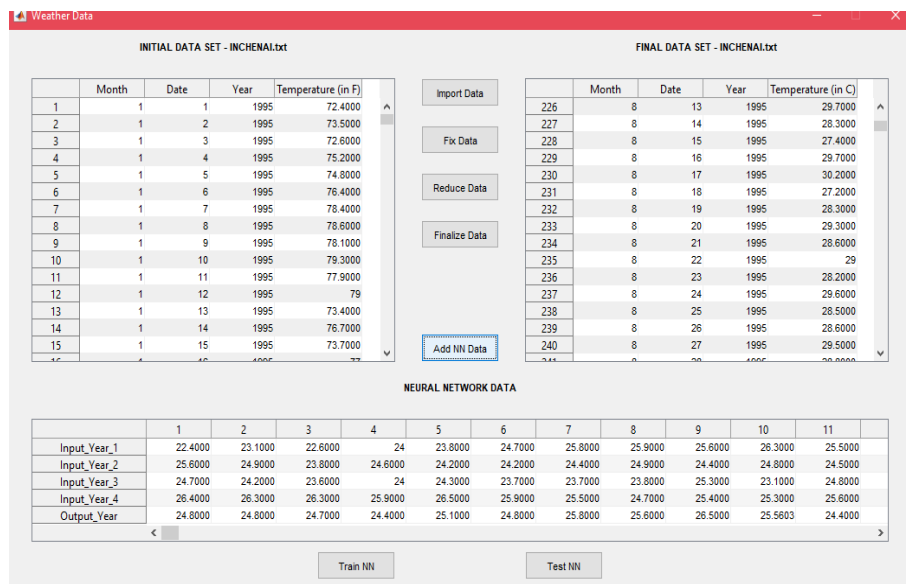 Weather Data
INITIAL DATA SET - INCHENAI.txt
Month Date Year Temperature (in F)
1 1 1 1995 72.4000
2 1 2 1995 73.5000
3 1 3 1995 72.6000
4 1 4 1995 75.2000
5 1 5 1995 74.8000
6 1 6 1995 76.4000
7 1 7 1995 78.4000
8 1 8 1995 78.6000
9 1 9 1995 78.1000
10 1 10 1995 79.3000
11 1 11 1995 77.9000
12 1 12 1995 79
13 1 13 1995 73.4000
14 1 14 1995 76.7000
15 1 15 1995 73.7000
Import Data
Fix Data
Reduce Data
Finalize Data
Add NN Data
FINAL DATA SET - INCHENAI.txt
Month Date Year Temperature (in C)
226 8 13 1995 29.7000
227 8 14 1995 28.3000
228 8 15 1995 27.4000
229 8 16 1995 29.7000
230 8 17 1995 30.2000
231 8 18 1995 27.2000
232 8 19 1995 28.3000
233 8 20 1995 29.3000
234 8 21 1995 28.6000
235 8 22 1995 29
236 8 23 1995 28.2000
237 8 24 1995 29.6000
238 8 25 1995 28.5000
239 8 26 1995 28.6000
240 8 27 1995 29.5000
NEURAL NETWORK DATA
1 2 3 4 5 6 7 8 9 10 11
Input_Year_1 22.4000 23.1000 22.6000 24 23.8000 24.7000 25.8000 25.9000 25.6000 26.3000 25.5000
Input_Year_2 25.6000 24.9000 23.8000 24.6000 24.2000 24.2000 24.4000 24.9000 24.4000 24.8000 24.5000
Input_Year_3 24.7000 24.2000 23.6000 24 24.3000 23.7000 23.7000 23.8000 25.3000 23.1000 24.8000
Input_Year_4 26.4000 26.3000 26.3000 25.9000 26.5000 25.9000 25.5000 24.7000 25.4000 25.3000 25.6000
Output_Year 24.8000 24.8000 24.7000 24.4000 25.1000 24.8000 25.8000 25.6000 26.5000 25.5603 24.4000
Train NN
Test NN